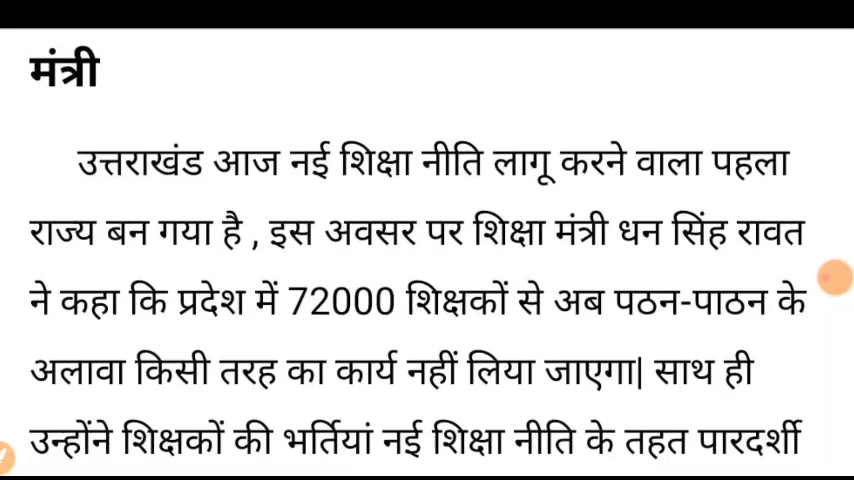 मंत्री
उत्तराखंड आज नई शिक्षा नीति लागू करने वाला पहला
राज्य बन गया है , इस अवसर पर शिक्षा मंत्री धन सिंह रावत
ने कहा कि प्रदेश में 72000 शिक्षकों से अब पठन-पाठन के
अलावा किसी तरह का कार्य नहीं लिया जाएगा| साथ ही
उन्होंने शिक्षकों की भर्तियां नई शिक्षा नीति के तहत पारदर्शी